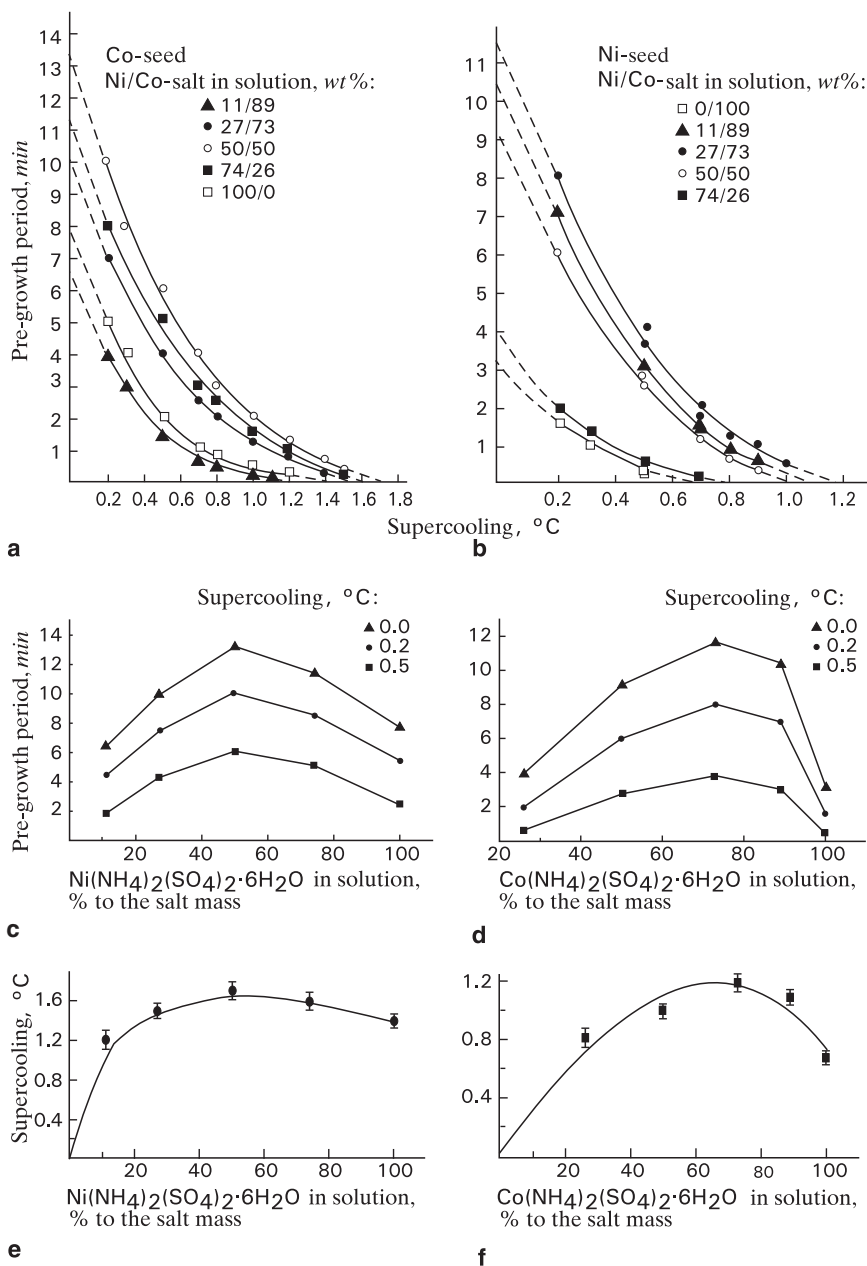 14
13
12
11
10
9
8
7
6
5
4
3
2
1
Pre-growth period, min
Co-seed
Ni/Co-salt in solution, wt%:
11/89
27/73
50/50
74/26
100/0
0.2 0.4 0.6 0.8 1.0 1.2 1.4 1.6 1.8
a
11
10
9
8
7
6
5
4
3
2
1
Ni-seed
Ni/Co-salt in solution, wt%:
0/100
11/89
27/73
50/50
74/26
0.2 0.4 0.6 0.8 1.0 1.2
Supercooling, °C
b
Supercooling, °C:
0.0
0.2
0.5
14
12
10
8
6
4
2
Pre-growth period, min
20 40 60 80 100
Ni(NH4)2(SO4)2·6H2O in solution,
% to the salt mass
c
Supercooling, °C:
0.0
0.2
0.5
12
10
8
6
4
2
20 40 60 80 100
Co(NH4)2(SO4)2·6H2O in solution,
% to the salt mass
d
Supercooling, °C
1.6
1.2
0.8
0.4
20 40 60 80 100
Ni(NH4)2(SO4)2·6H2O in solution,
% to the salt mass
e
1.2
0.8
0.4
20 40 60 80 100
Co(NH4)2(SO4)2·6H2O in solution,
% to the salt mass
f